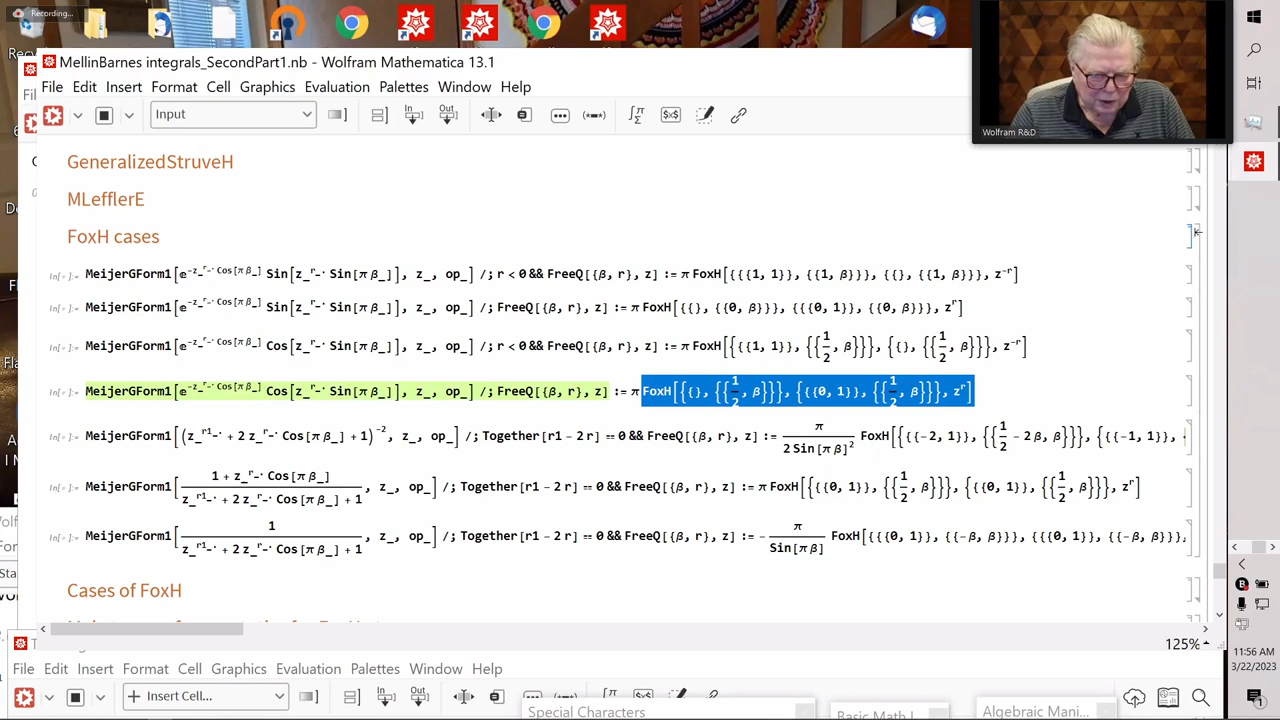 Recording...
MellinBarnes integrals_SecondPart1.nb - Wolfram Mathematica 13.1
File Edit Insert Format Cell Graphics Evaluation Palettes Window Help
Input
Wolfram R&D
GeneralizedStruveH
MLefflerE
FoxH cases
In[•]:= MeijerGForm1[ⅇ^(-z_^r_. Cos[π β_]) Sin[z_^r_. Sin[π β_]], z_, op_] /; r < 0 && FreeQ[{β, r}, z] := π FoxH[{{{1, 1}}, {{1, β}}}, {{}, {{1, β}}}, z^-r]
In[•]:= MeijerGForm1[ⅇ^(-z_^r_. Cos[π β_]) Sin[z_^r_. Sin[π β_]], z_, op_] /; FreeQ[{β, r}, z] := π FoxH[{{}, {{0, β}}}, {{{0, 1}}, {{0, β}}}, z^r]
In[•]:= MeijerGForm1[ⅇ^(-z_^r_. Cos[π β_]) Cos[z_^r_. Sin[π β_]], z_, op_] /; r < 0 && FreeQ[{β, r}, z] := π FoxH[{{{1, 1}}, {{1/2, β}}}, {{}, {{1/2, β}}}, z^-r]
In[•]:= MeijerGForm1[ⅇ^(-z_^r_. Cos[π β_]) Cos[z_^r_. Sin[π β_]], z_, op_] /; FreeQ[{β, r}, z] := π FoxH[{{}, {{1/2, β}}}, {{{0, 1}}, {{1/2, β}}}, z^r]
In[•]:= MeijerGForm1[(z_^r1_. + 2 z_^r_. Cos[π β_] + 1)^-2, z_, op_] /; Together[r1 - 2 r] == 0 && FreeQ[{β, r}, z] := π/(2 Sin[π β]^2) FoxH[{{{-2, 1}}, {{1/2 - 2 β, β}}}, {{{-1, 1}},
In[•]:= MeijerGForm1[(1 + z_^r_. Cos[π β_])/(z_^r1_. + 2 z_^r_. Cos[π β_] + 1), z_, op_] /; Together[r1 - 2 r] == 0 && FreeQ[{β, r}, z] := π FoxH[{{{0, 1}}, {{1/2, β}}}, {{{0, 1}}, {{1/2, β}}}, z^r]
In[•]:= MeijerGForm1[1/(z_^r1_. + 2 z_^r_. Cos[π β_] + 1), z_, op_] /; Together[r1 - 2 r] == 0 && FreeQ[{β, r}, z] := - π/Sin[π β] FoxH[{{{0, 1}}, {{-β, β}}}, {{{0, 1}}, {{-β, β}}},
Cases of FoxH
125%
File Edit Insert Format Cell Graphics Evaluation Palettes Window Help
Insert Cell...
Special Characters
Algebraic Mani...
11:56 AM
3/22/2023